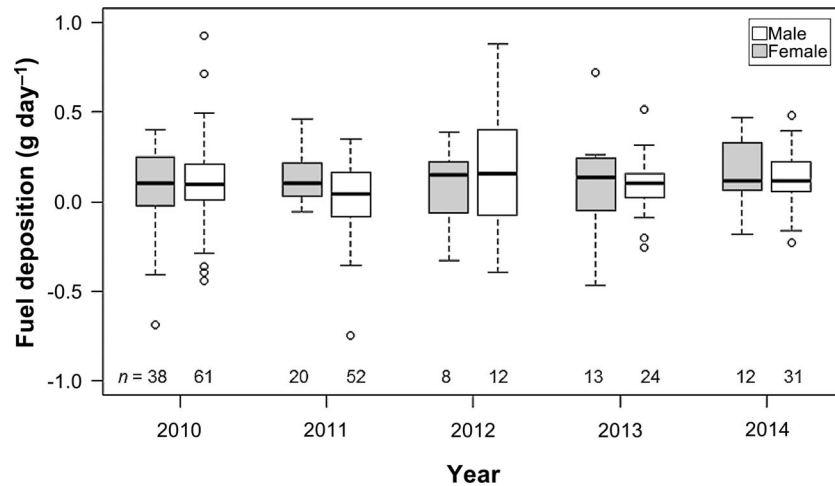 Fuel deposition (g day⁻¹)
1.0
0.5
0.0
-0.5
-1.0
Male
Female
n = 38 61 20 52 8 12 13 24 12 31
2010 2011 2012 2013 2014
Year